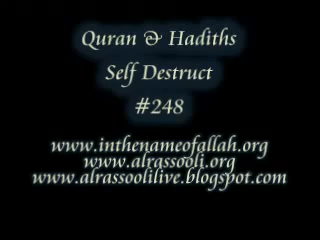 Quran & Hadiths
Self Destruct
#248
www.inthenameofallah.org
www.alrassooli.org
www.alrassoolilive.blogspot.com